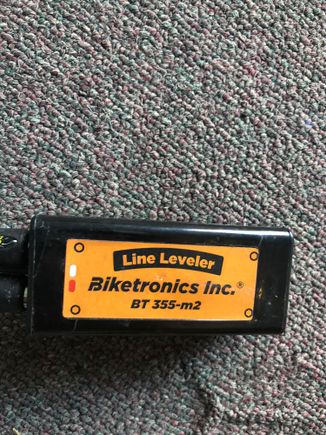 Line Leveler
Biketronics Inc.®
BT 355-m2